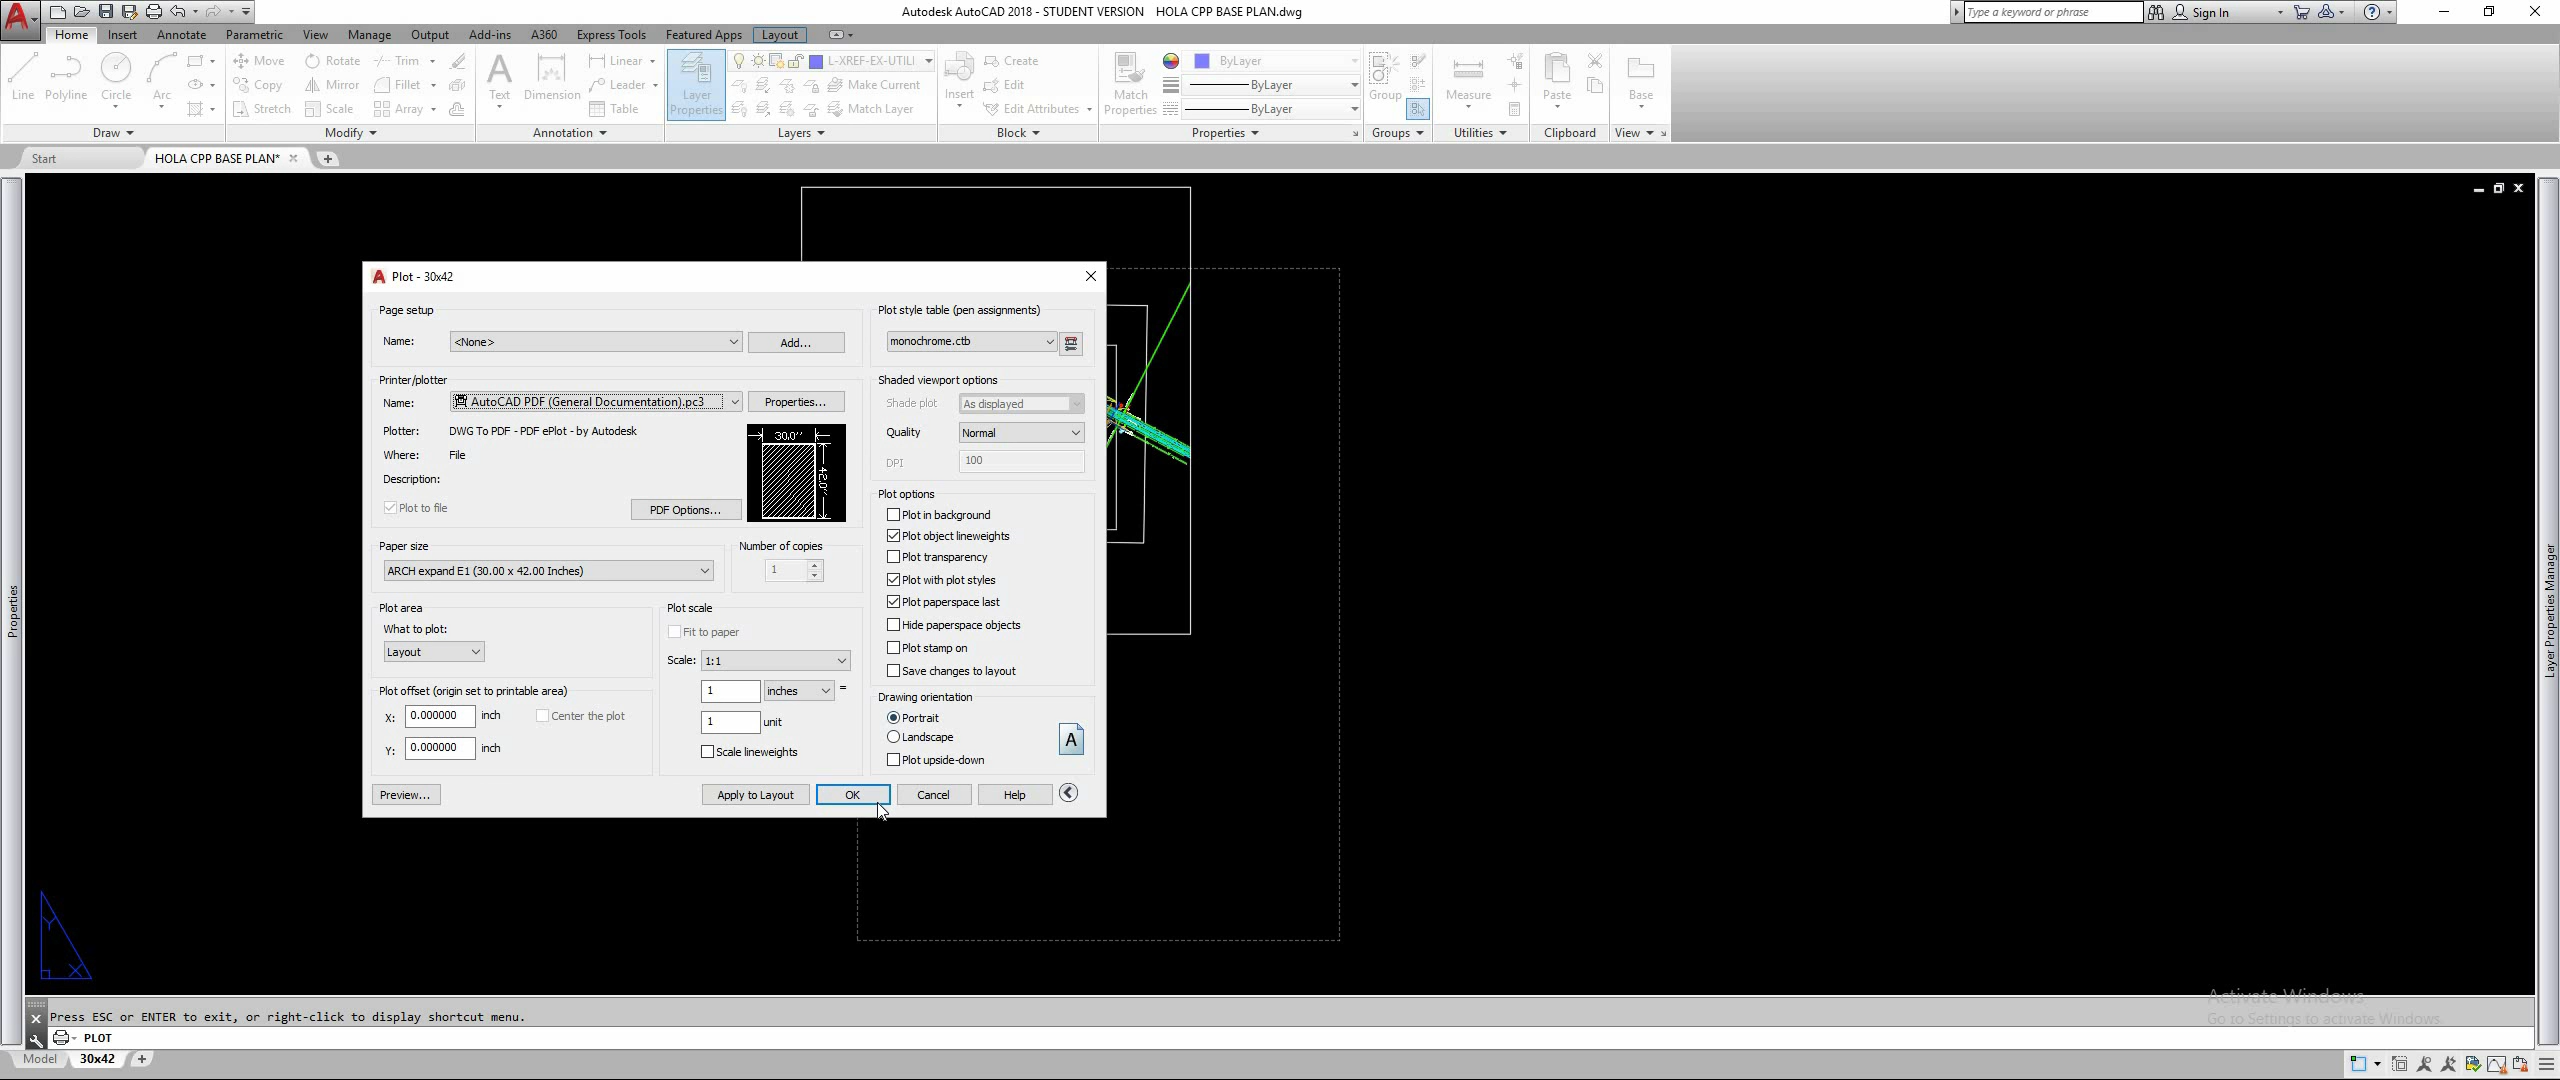 Autodesk AutoCAD 2018 - STUDENT VERSION HOLA CPP BASE PLAN.dwg
Type a keyword or phrase
Sign In
Home Insert Annotate Parametric View Manage Output Add-ins A360 Express Tools Featured Apps Layout
Line Polyline Circle Arc
Move Rotate Trim
Copy Mirror Fillet
Stretch Scale Array
Text Dimension
Linear
Leader
Table
Layer Properties
L-XREF-EX-UTILI
Make Current
Match Layer
Insert
Create
Edit
Edit Attributes
Match Properties
ByLayer
ByLayer
ByLayer
Group
Measure
Paste
Base
Draw Modify Annotation Layers Block Properties Groups Utilities Clipboard View
Start HOLA CPP BASE PLAN*
Properties
Layer Properties Manager
Plot - 30x42
Page setup
Name: <None> Add...
Printer/plotter
Name: AutoCAD PDF (General Documentation).pc3 Properties...
Plotter: DWG To PDF - PDF ePlot - by Autodesk
Where: File
Description:
Plot to file
PDF Options...
30.0''
42.0''
Paper size
ARCH expand E1 (30.00 x 42.00 Inches)
Number of copies
1
Plot area
What to plot:
Layout
Plot scale
Fit to paper
Scale: 1:1
1 inches =
1 unit
Scale lineweights
Plot offset (origin set to printable area)
X: 0.000000 inch Center the plot
Y: 0.000000 inch
Plot style table (pen assignments)
monochrome.ctb
Shaded viewport options
Shade plot As displayed
Quality Normal
DPI 100
Plot options
Plot in background
Plot object lineweights
Plot transparency
Plot with plot styles
Plot paperspace last
Hide paperspace objects
Plot stamp on
Save changes to layout
Drawing orientation
Portrait
Landscape
Plot upside-down
A
Preview... Apply to Layout OK Cancel Help
Y
X
Activate Windows
Go to Settings to activate Windows.
Press ESC or ENTER to exit, or right-click to display shortcut menu.
PLOT
Model 30x42